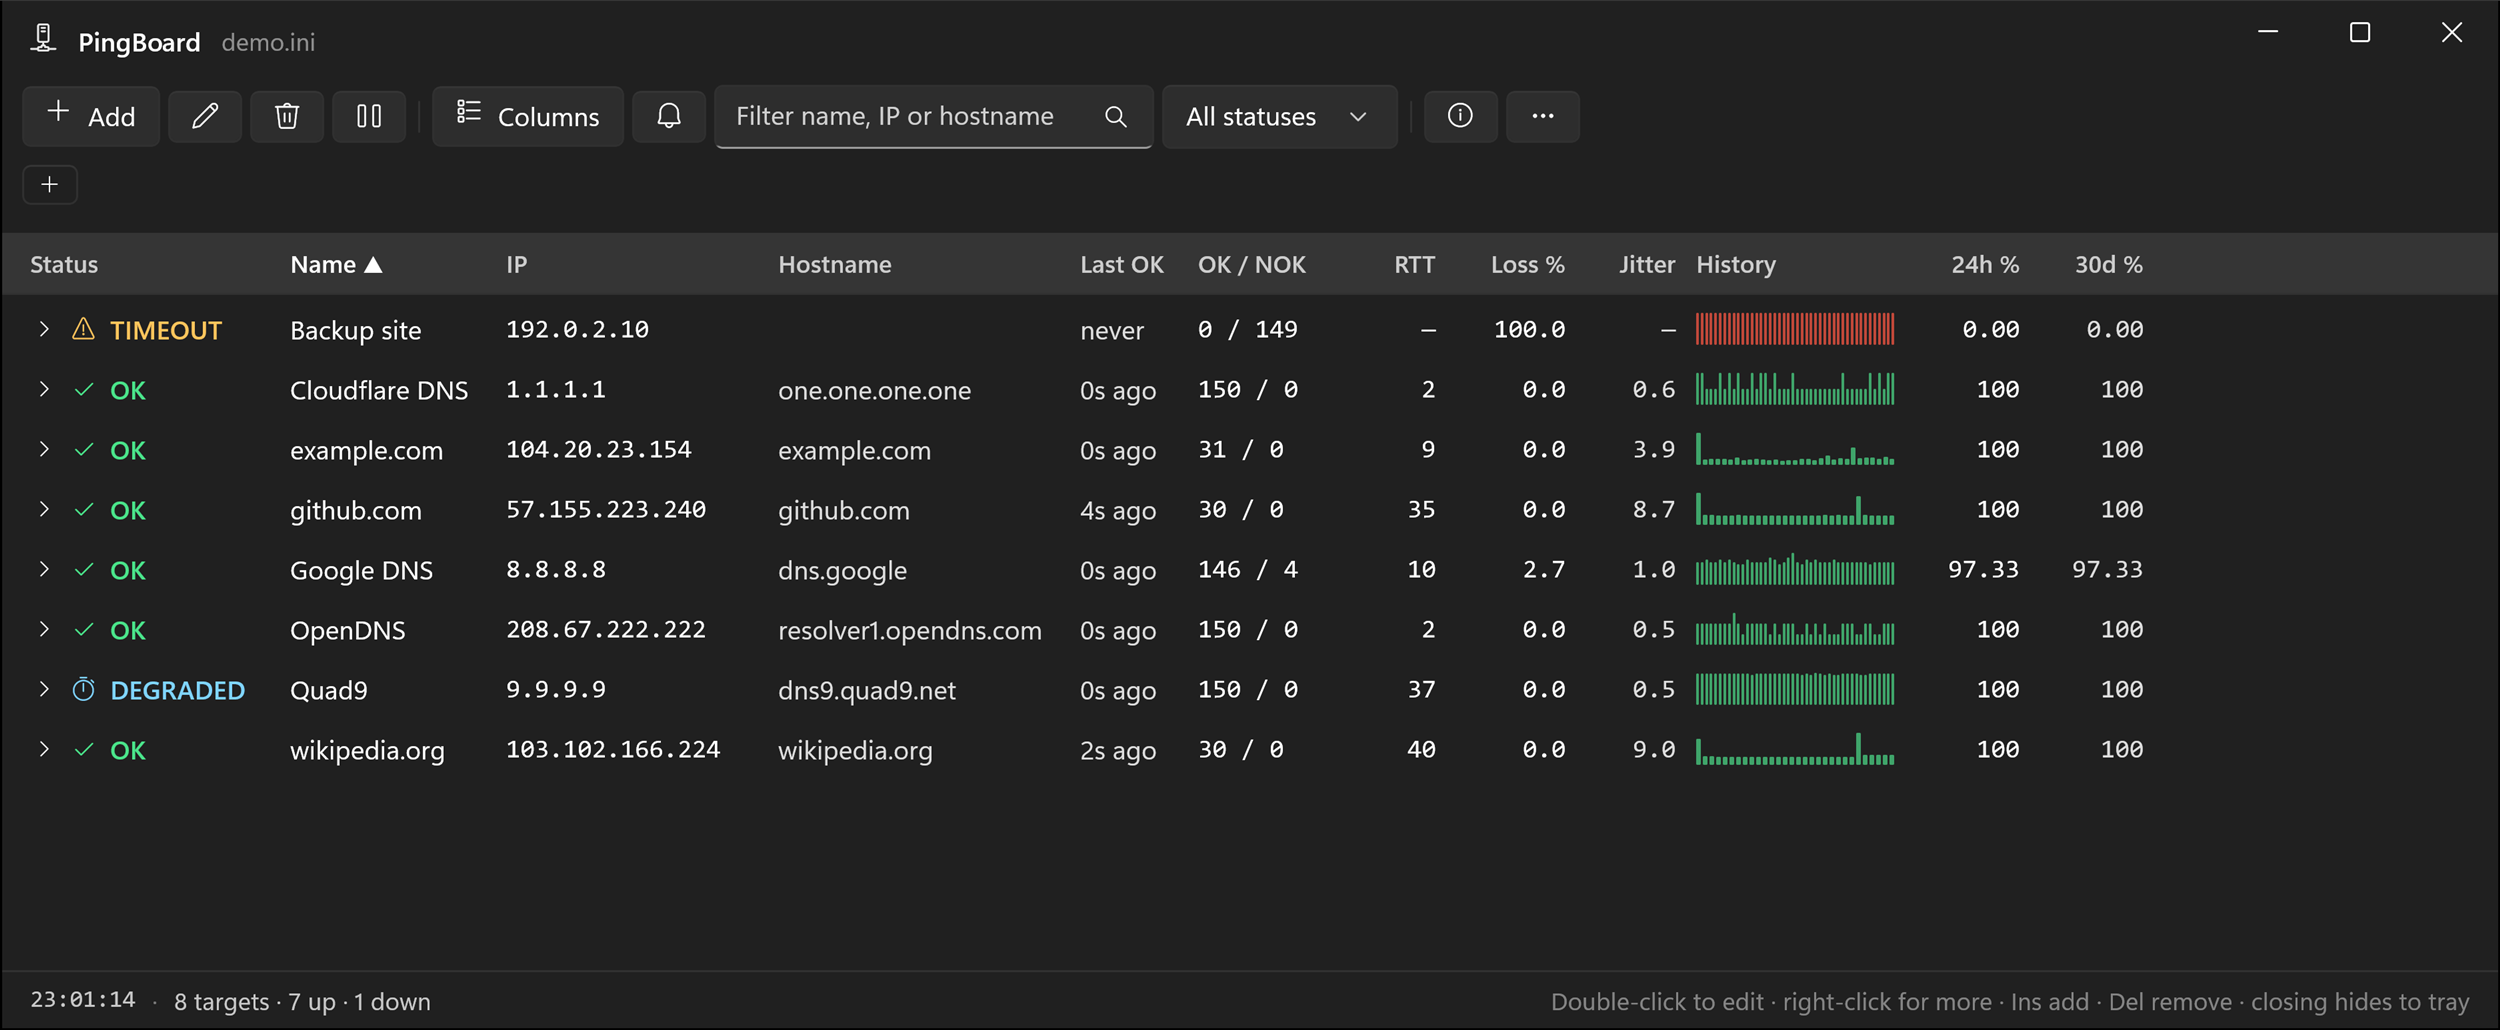 PingBoard demo.ini
Add Columns Filter name, IP or hostname All statuses
Status Name ▲ IP Hostname Last OK OK / NOK RTT Loss % Jitter History 24h % 30d %
TIMEOUT Backup site 192.0.2.10 never 0 / 149 — 100.0 — 0.00 0.00
OK Cloudflare DNS 1.1.1.1 one.one.one.one 0s ago 150 / 0 2 0.0 0.6 100 100
OK example.com 104.20.23.154 example.com 0s ago 31 / 0 9 0.0 3.9 100 100
OK github.com 57.155.223.240 github.com 4s ago 30 / 0 35 0.0 8.7 100 100
OK Google DNS 8.8.8.8 dns.google 0s ago 146 / 4 10 2.7 1.0 97.33 97.33
OK OpenDNS 208.67.222.222 resolver1.opendns.com 0s ago 150 / 0 2 0.0 0.5 100 100
DEGRADED Quad9 9.9.9.9 dns9.quad9.net 0s ago 150 / 0 37 0.0 0.5 100 100
OK wikipedia.org 103.102.166.224 wikipedia.org 2s ago 30 / 0 40 0.0 9.0 100 100
23:01:14 · 8 targets · 7 up · 1 down Double-click to edit · right-click for more · Ins add · Del remove · closing hides to tray